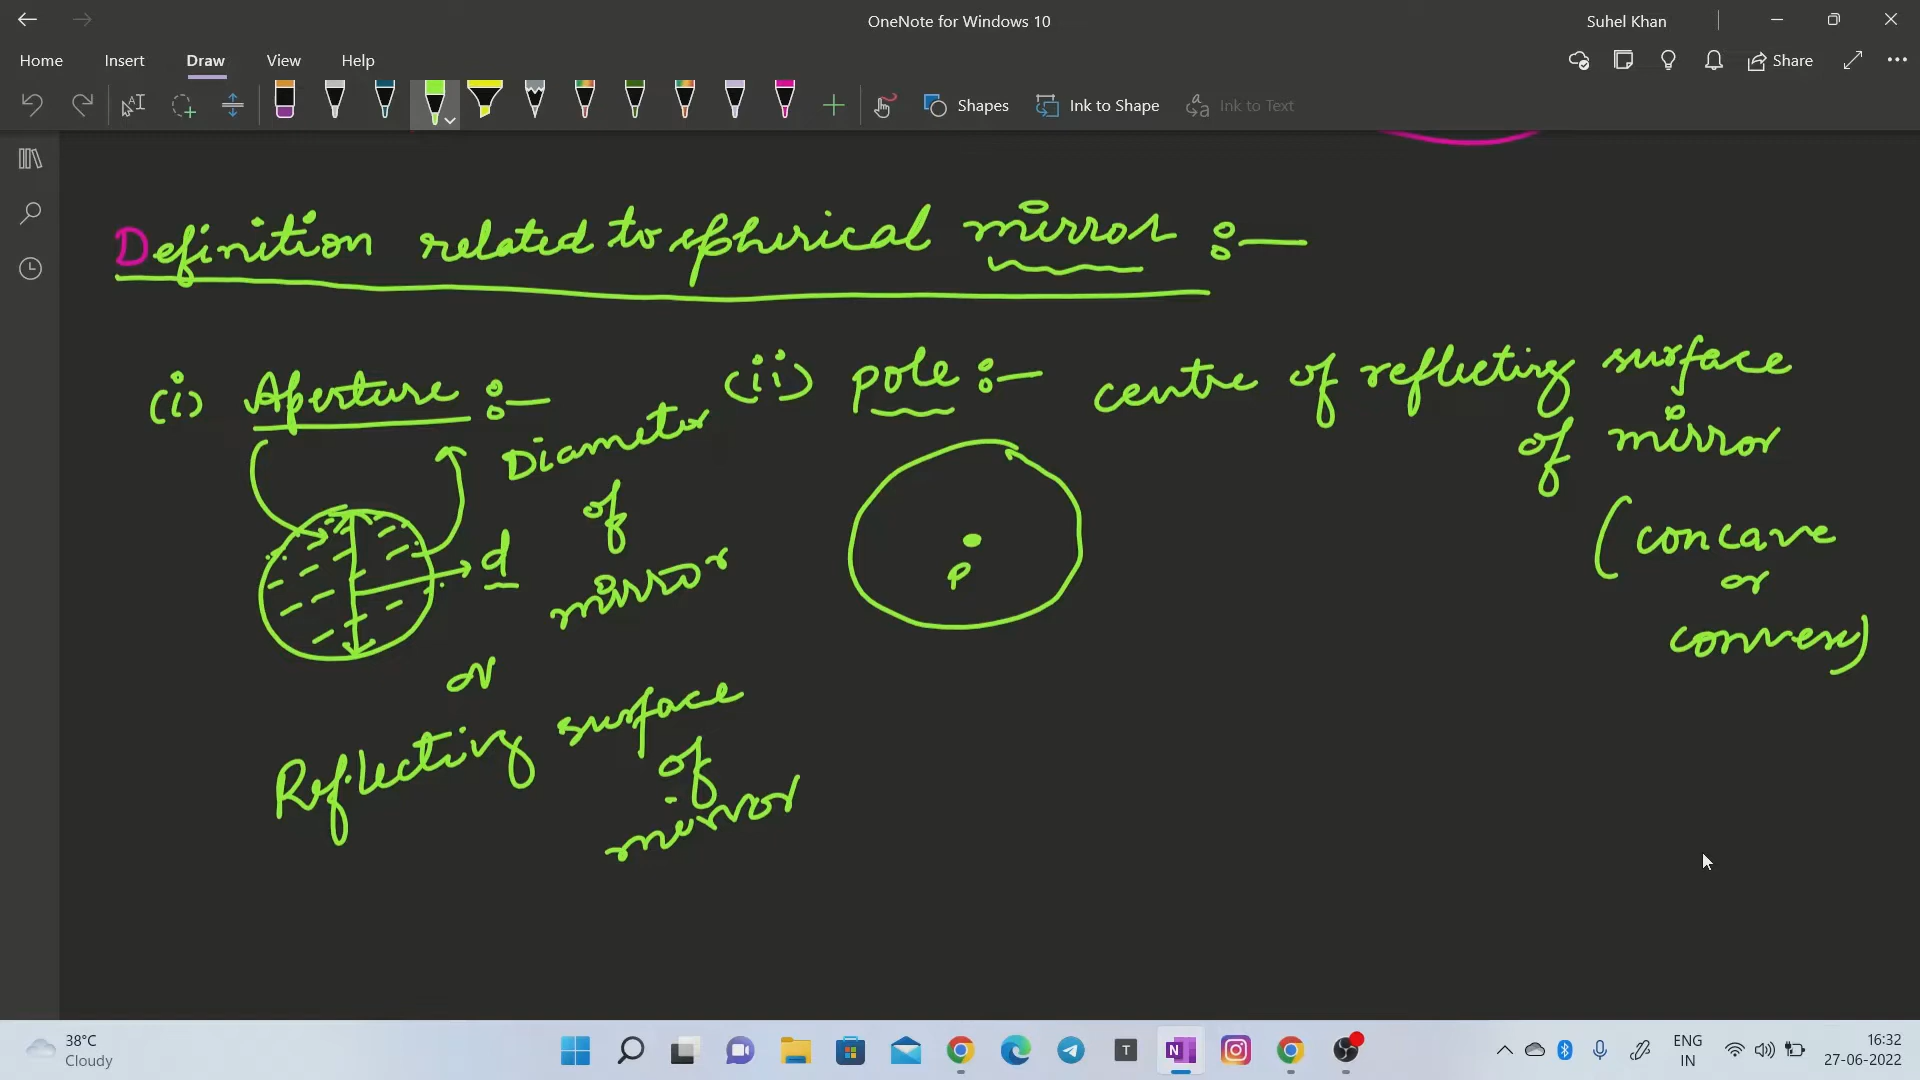 OneNote for Windows 10
Suhel Khan
Home Insert Draw View Help
Share
Shapes
Ink to Shape
Ink to Text
Definition related to spherical mirror :—
(i) Aperture :—
Diameter
of
mirror
d
or
Reflecting surface
of
mirror
(ii) pole :— centre of reflecting surface
of mirror
(concave
or
convex)
P
38°C
Cloudy
ENG
IN
16:32
27-06-2022